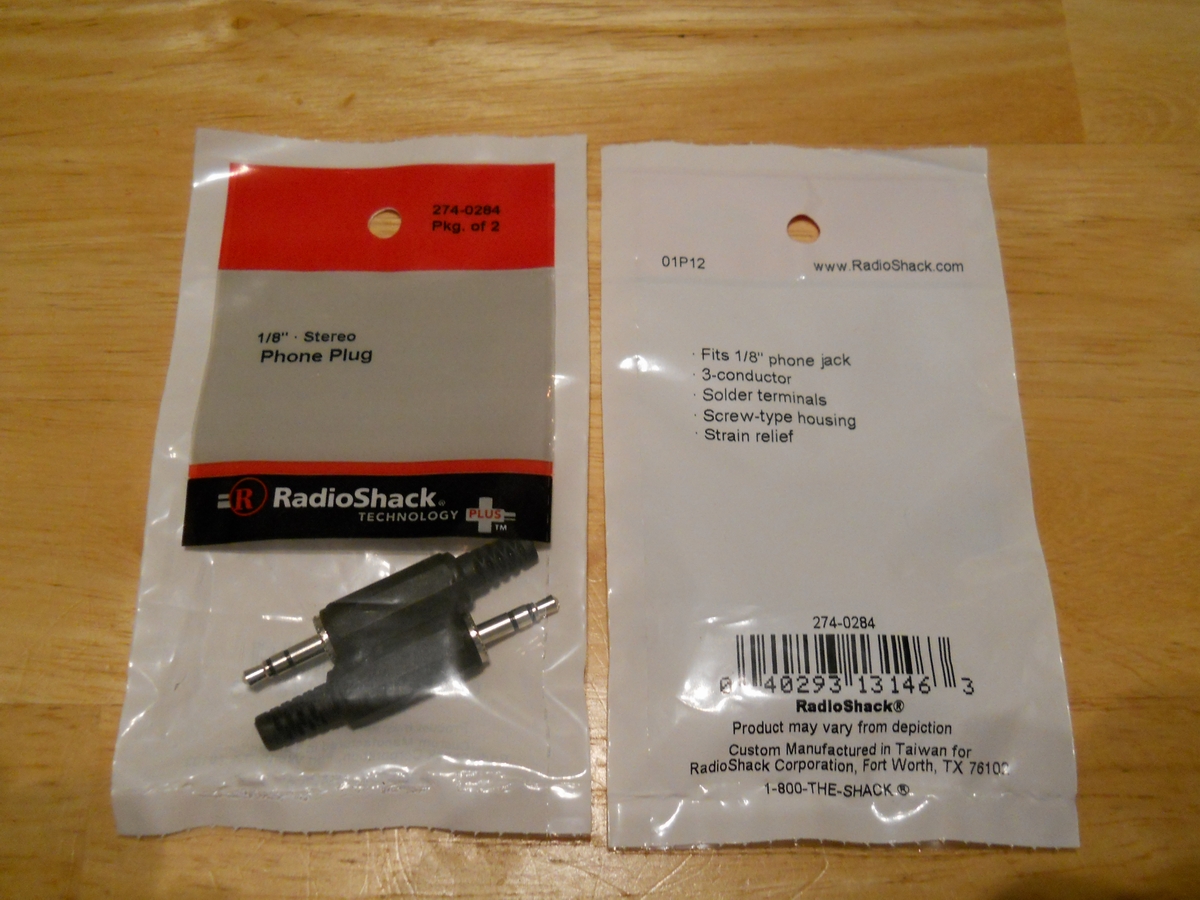 274-0284
Pkg. of 2
1/8" · Stereo
Phone Plug
R RadioShack®
TECHNOLOGY PLUS™
01P12 www.RadioShack.com
· Fits 1/8" phone jack
· 3-conductor
· Solder terminals
· Screw-type housing
· Strain relief
274-0284
0 40293 13146 3
RadioShack®
Product may vary from depiction
Custom Manufactured in Taiwan for
RadioShack Corporation, Fort Worth, TX 76102
1-800-THE-SHACK ®